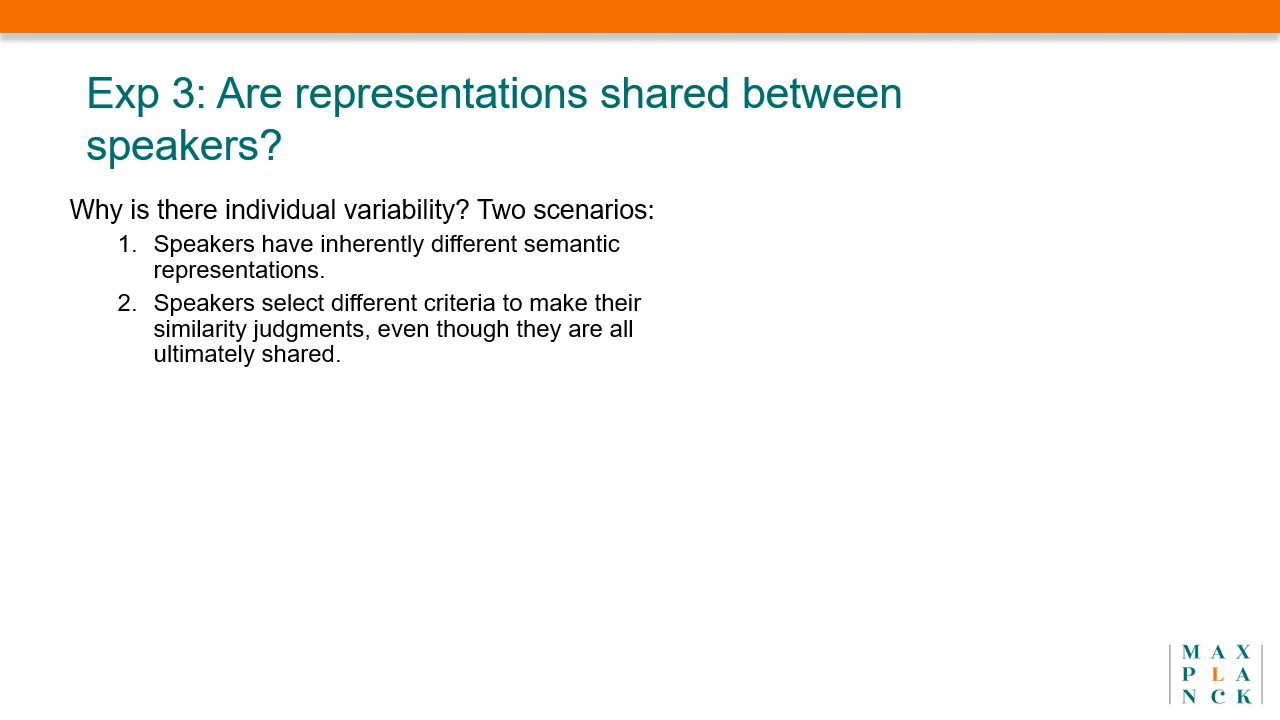 Exp 3: Are representations shared between
speakers?
Why is there individual variability? Two scenarios:
1. Speakers have inherently different semantic
representations.
2. Speakers select different criteria to make their
similarity judgments, even though they are all
ultimately shared.
M A X
P L A
N C K